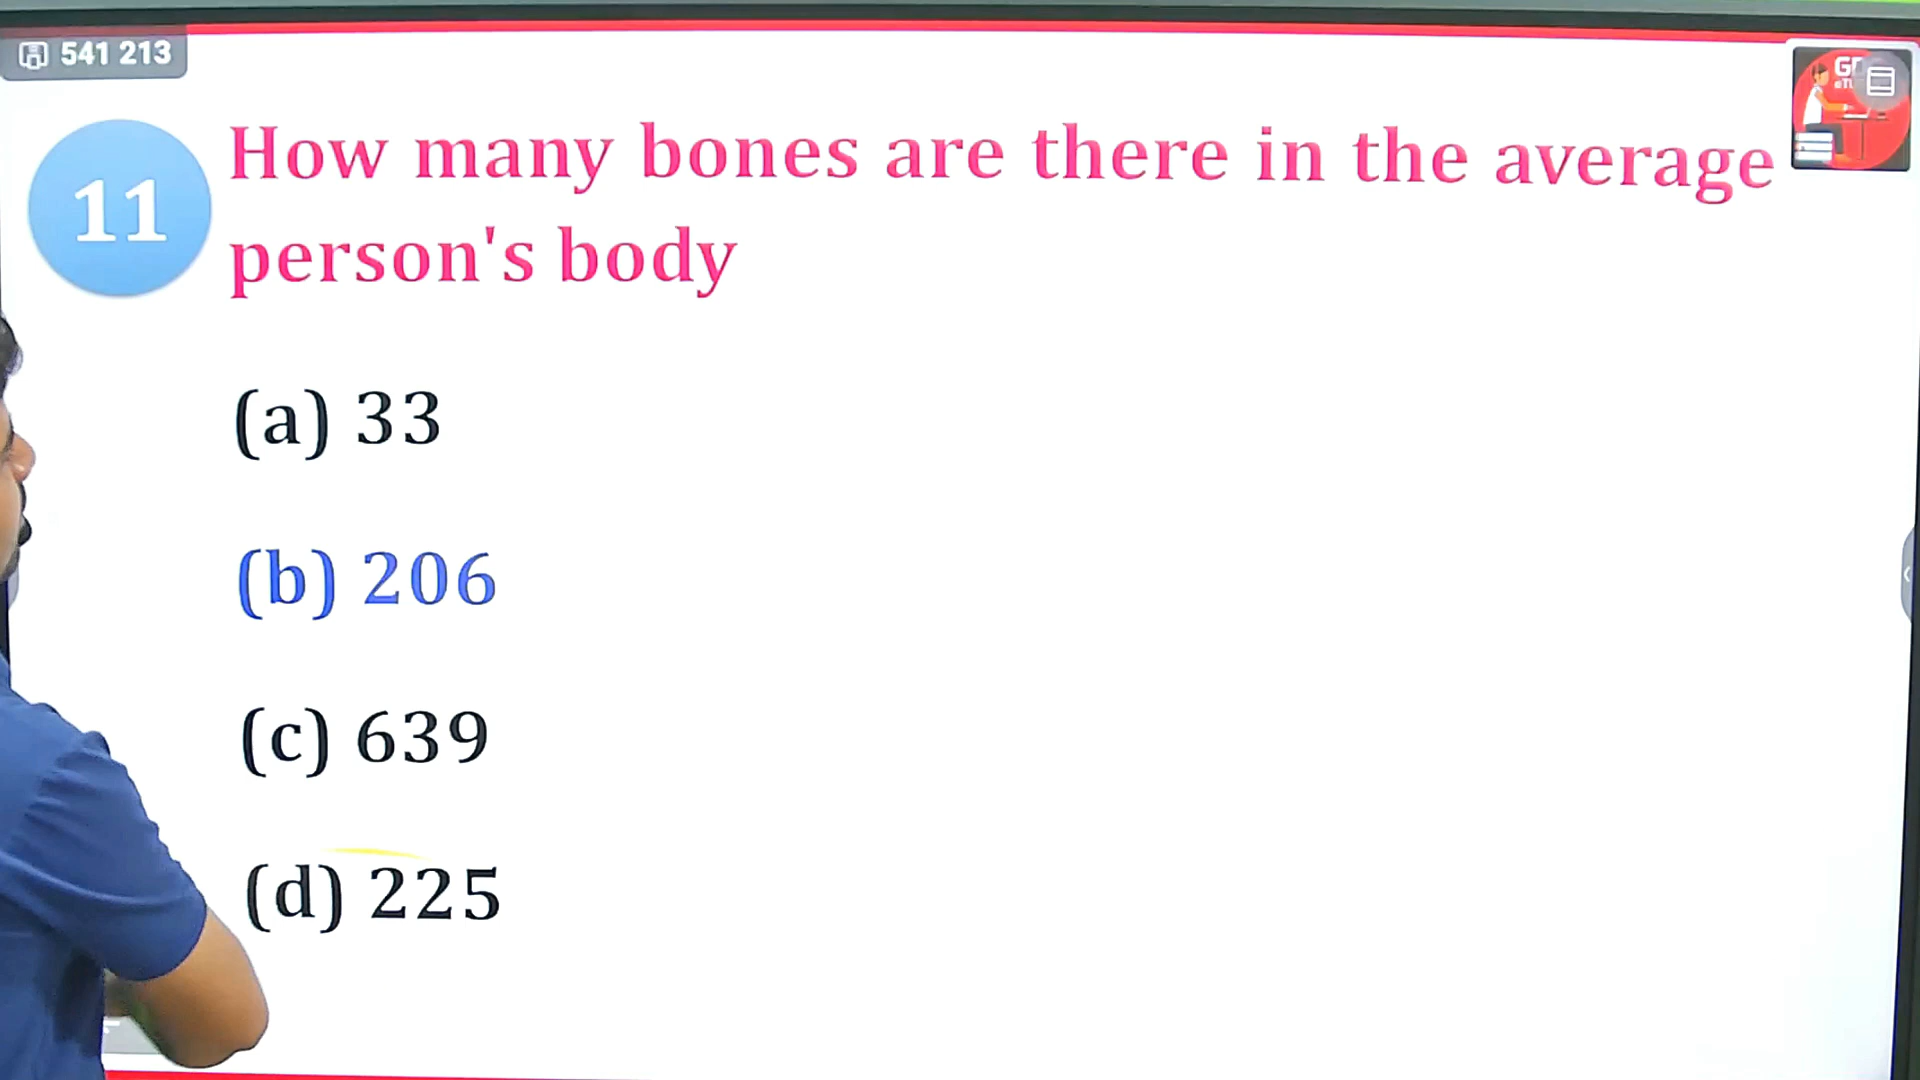 541 213
11
How many bones are there in the average
person's body
(a) 33
(b) 206
(c) 639
(d) 225